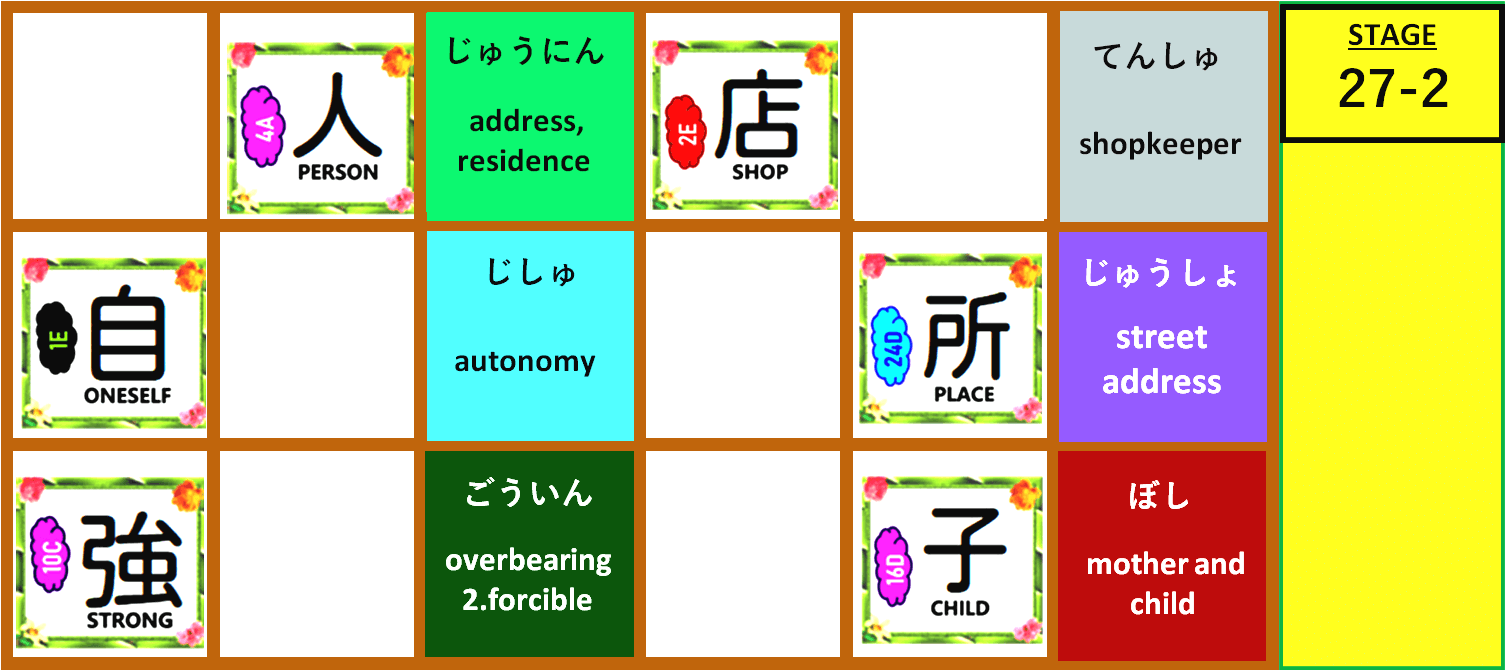 4A
人
PERSON
じゅうにん
address,
residence
2E
店
SHOP
てんしゅ
shopkeeper
STAGE
27-2
1E
自
ONESELF
じしゅ
autonomy
24D
所
PLACE
じゅうしょ
street
address
10C
強
STRONG
ごういん
overbearing
2.forcible
16D
子
CHILD
ぼし
mother and
child